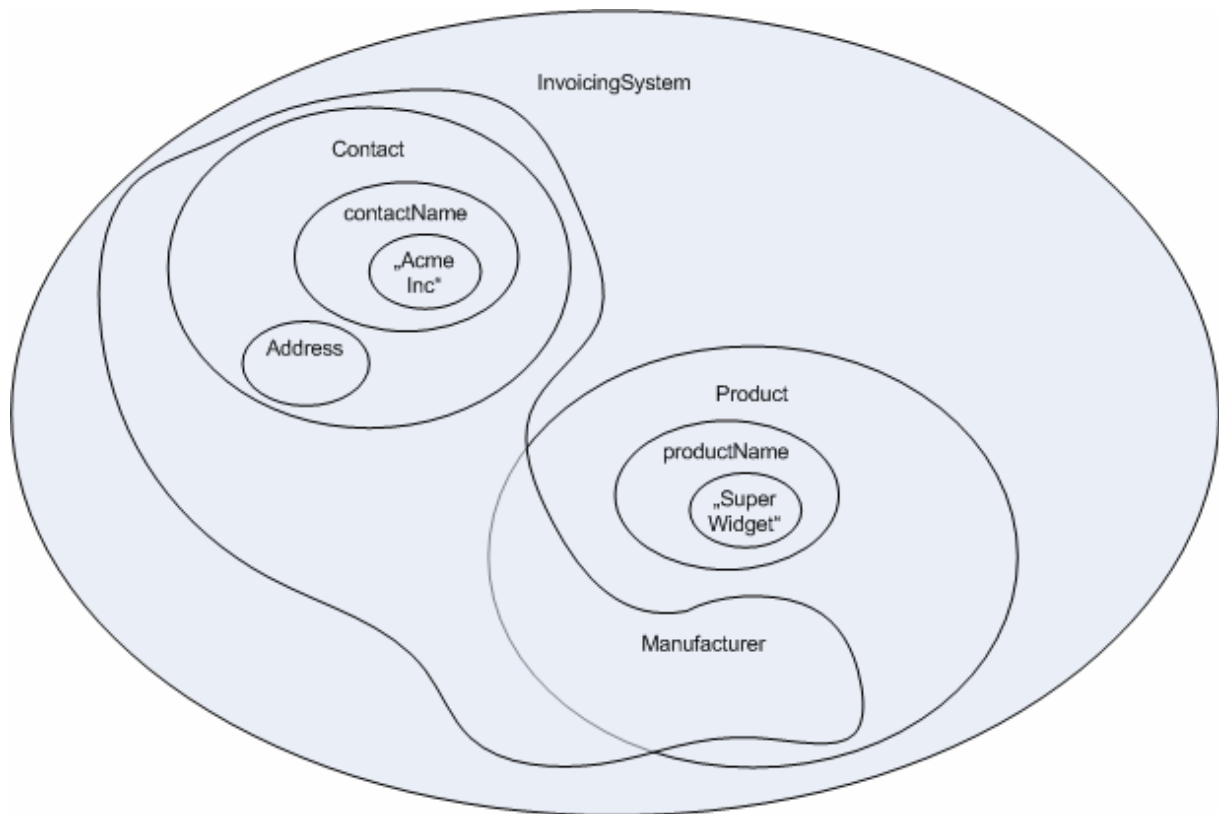 InvoicingSystem
Contact
contactName
„Acme
Inc“
Address
Product
productName
„Super
Widget“
Manufacturer